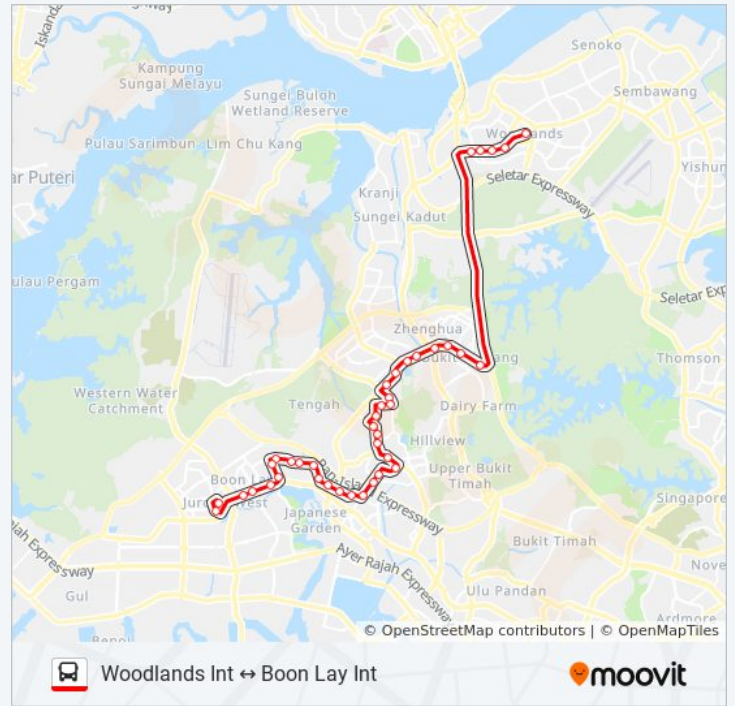 Iskanda
Kampung
Sungai Melayu
Senoko
Sungei Buloh
Wetland Reserve
Sembawang
Pulau Sarimbun
Lim Chu Kang
Woodlands
Yishun
ar Puteri
Kranji
Seletar Expressway
Sungei Kadut
ulau Pergam
Seletar Exp
Zhenghua
Thomson
Western Water
Catchment
Tengah
Dairy Farm
Hillview
Boon Lay
Pan-Island Expressway
Upper Bukit
Timah
Singapore
Japanese
Garden
Bukit Timah
Ayer Rajah Expressway
Nove
Gul
Ulu Pandan
Ardmore
Benoi
© OpenStreetMap contributors | © OpenMapTiles
Woodlands Int ↔ Boon Lay Int
moovit